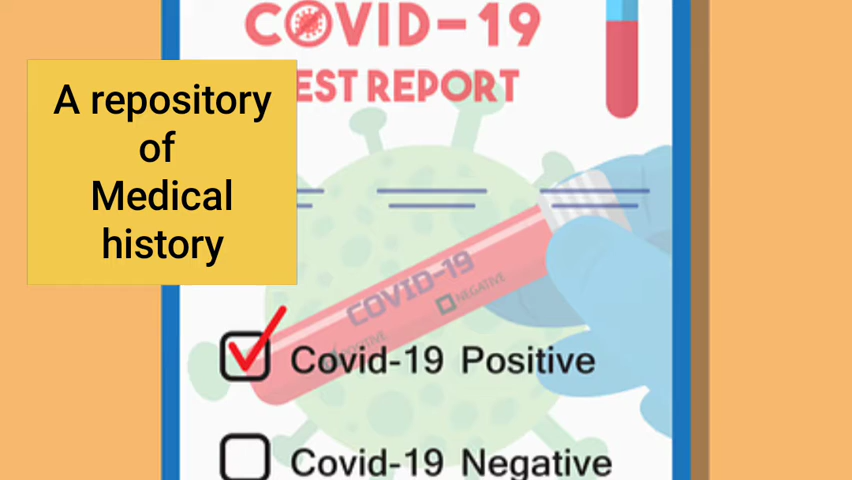 COVID-19
EST REPORT
A repository
of
Medical
history
COVID-19
NEGATIVE
Covid-19 Positive
Covid-19 Negative